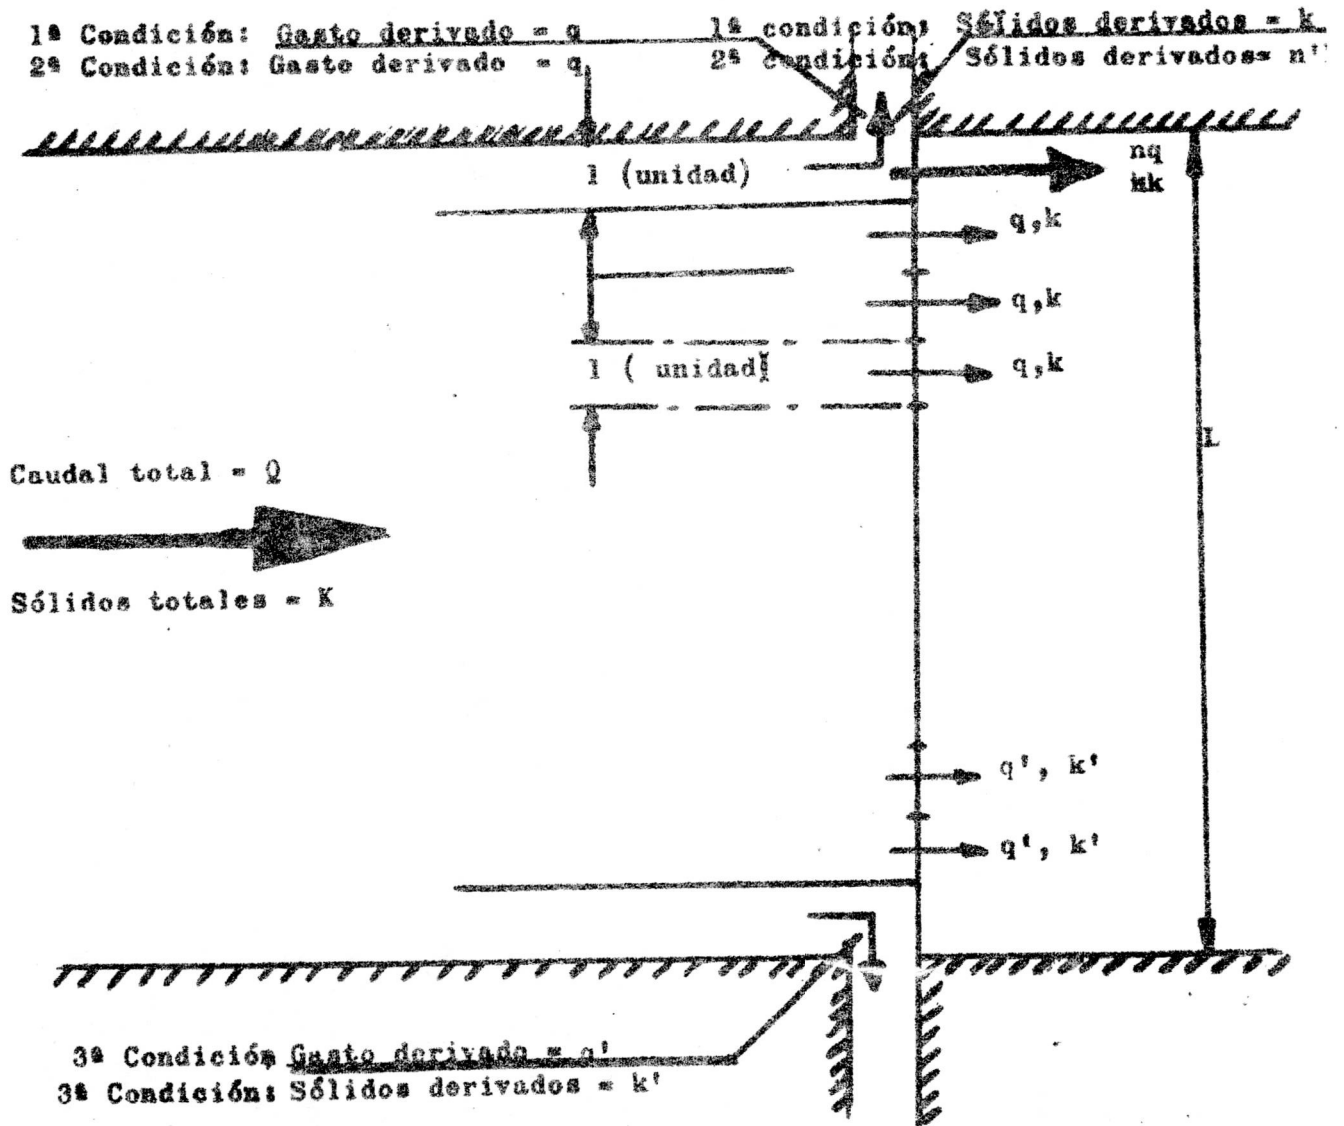 1ª Condición: Gasto derivado = q
2ª Condición: Gasto derivado = q
1ª condición: Sólidos derivados = k
2ª condición: Sólidos derivados= n'
1 (unidad)
nq
nk
q,k
q,k
1 ( unidad)
q,k
L
Caudal total = Q
Sólidos totales = K
q', k'
q', k'
3ª Condición Gasto derivado = q'
3ª Condición: Sólidos derivados = k'